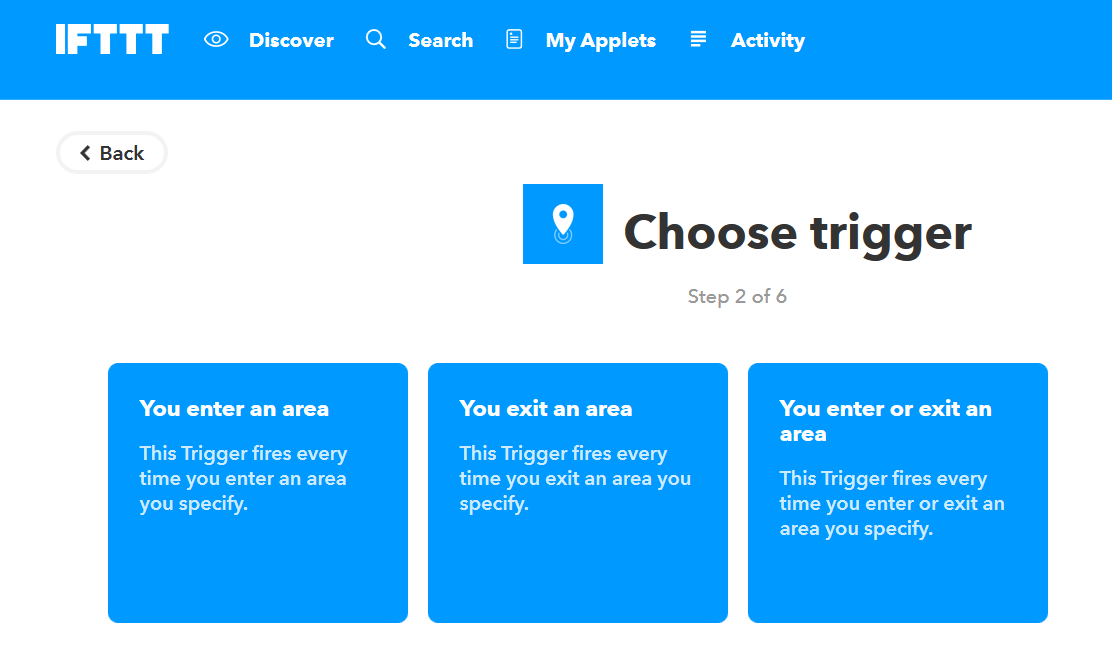 IFTTT Discover Search My Applets Activity
Back
Choose trigger
Step 2 of 6
You enter an area
This Trigger fires every
time you enter an area
you specify.
You exit an area
This Trigger fires every
time you exit an area you
specify.
You enter or exit an
area
This Trigger fires every
time you enter or exit an
area you specify.